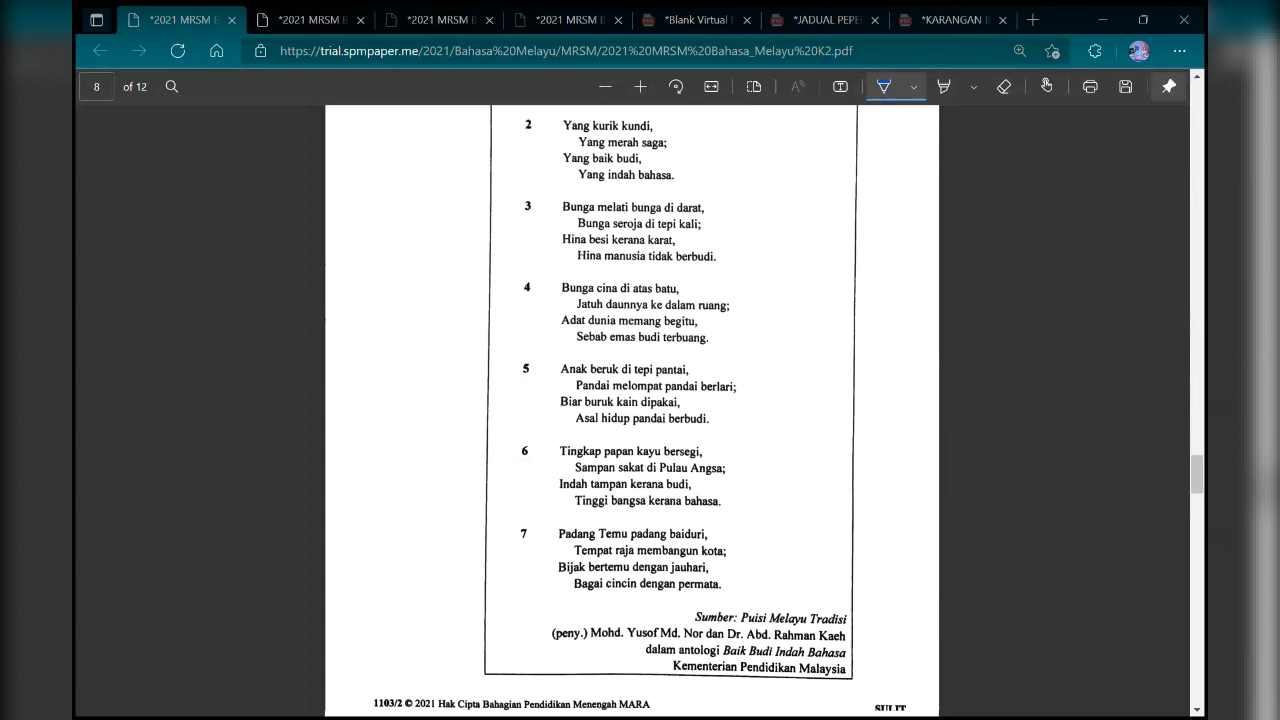 *2021 MRSM B
*2021 MRSM B
*2021 MRSM B
*2021 MRSM B
*Blank Virtual P
*JADUAL PEPE
*KARANGAN B
https://trial.spmpaper.me/2021/Bahasa%20Melayu/MRSM/2021%20MRSM%20Bahasa_Melayu%20K2.pdf
8 of 12
2 Yang kurik kundi,
Yang merah saga;
Yang baik budi,
Yang indah bahasa.
3 Bunga melati bunga di darat,
Bunga seroja di tepi kali;
Hina besi kerana karat,
Hina manusia tidak berbudi.
4 Bunga cina di atas batu,
Jatuh daunnya ke dalam ruang;
Adat dunia memang begitu,
Sebab emas budi terbuang.
5 Anak beruk di tepi pantai,
Pandai melompat pandai berlari;
Biar buruk kain dipakai,
Asal hidup pandai berbudi.
6 Tingkap papan kayu bersegi,
Sampan sakat di Pulau Angsa;
Indah tampan kerana budi,
Tinggi bangsa kerana bahasa.
7 Padang Temu padang baiduri,
Tempat raja membangun kota;
Bijak bertemu dengan jauhari,
Bagai cincin dengan permata.
Sumber: Puisi Melayu Tradisi
(peny.) Mohd. Yusof Md. Nor dan Dr. Abd. Rahman Kaeh
dalam antologi Baik Budi Indah Bahasa
Kementerian Pendidikan Malaysia
1103/2 © 2021 Hak Cipta Bahagian Pendidikan Menengah MARA
SULIT